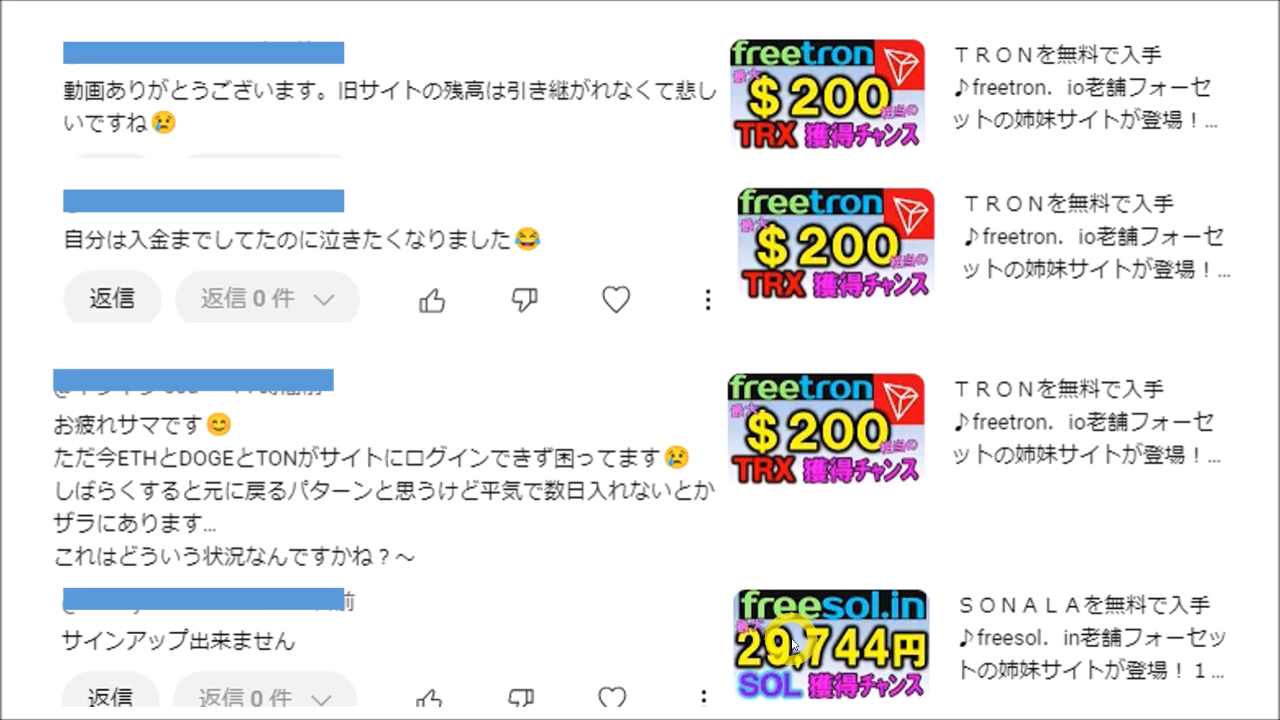 動画ありがとうございます。旧サイトの残高は引き継がれなくて悲し
いですね😢
freetron
最大
$200
相当の
TRX 獲得チャンス
TRONを無料で入手
♪freetron. io老舗フォーセ
ットの姉妹サイトが登場！...
自分は入金までしてたのに泣きたくなりました😂
返信
返信 0 件
freetron
最大
$200
相当の
TRX 獲得チャンス
TRONを無料で入手
♪freetron. io老舗フォーセ
ットの姉妹サイトが登場！...
お疲れサマです😊
ただ今ETHとDOGEとTONがサイトにログインできず困ってます😢
しばらくすると元に戻るパターンと思うけど平気で数日入れないとか
ザラにあります...
これはどういう状況なんですかね？～
freetron
最大
$200
相当の
TRX 獲得チャンス
TRONを無料で入手
♪freetron. io老舗フォーセ
ットの姉妹サイトが登場！...
前
サインアップ出来ません
返信
返信 0 件
freesol.in
最大
29,744円
SOL 獲得チャンス
SONALAを無料で入手
♪freesol. in老舗フォーセッ
トの姉妹サイトが登場！1...